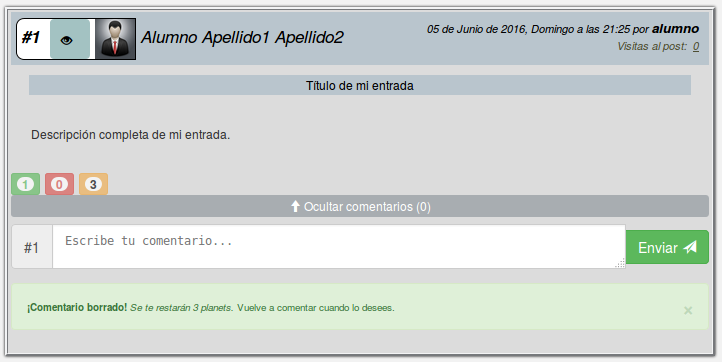 #1
Alumno Apellido1 Apellido2
05 de Junio de 2016, Domingo a las 21:25 por alumno
Visitas al post: 0
Título de mi entrada
Descripción completa de mi entrada.
1 0 3
Ocultar comentarios (0)
#1 Escribe tu comentario... Enviar
¡Comentario borrado! Se te restarán 3 planets. Vuelve a comentar cuando lo desees. ×